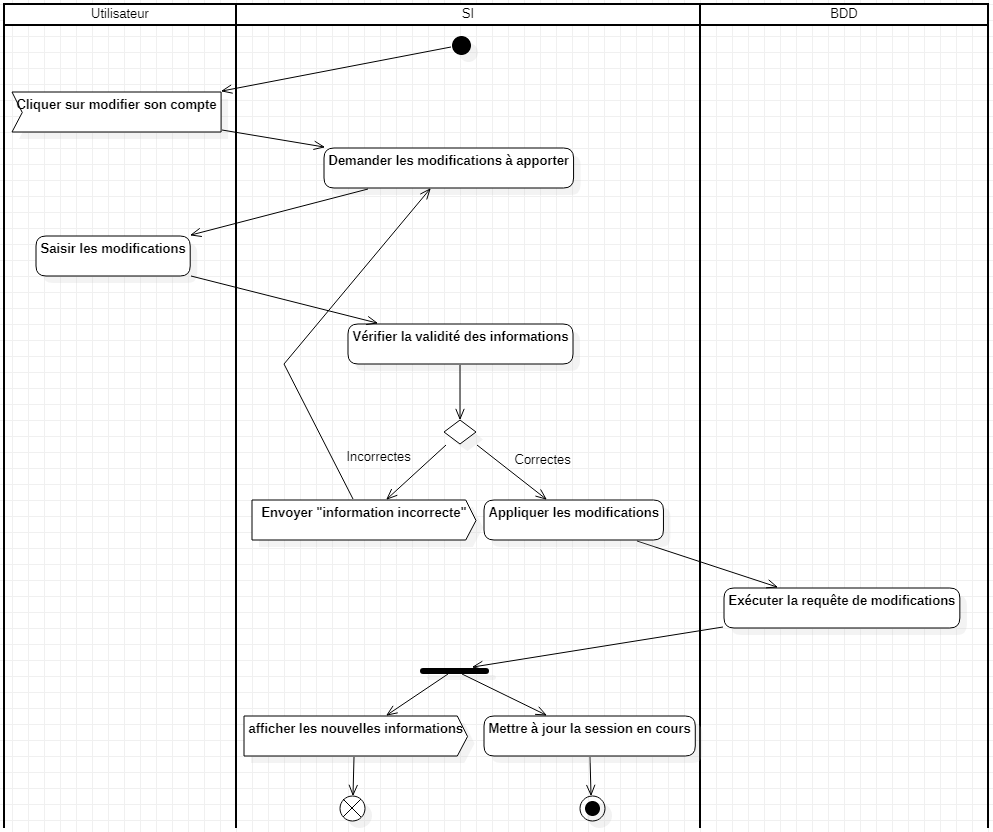 Utilisateur
SI
BDD
Cliquer sur modifier son compte
Demander les modifications à apporter
Saisir les modifications
Vérifier la validité des informations
Incorrectes
Correctes
Envoyer "information incorrecte"
Appliquer les modifications
Exécuter la requête de modifications
afficher les nouvelles informations
Mettre à jour la session en cours